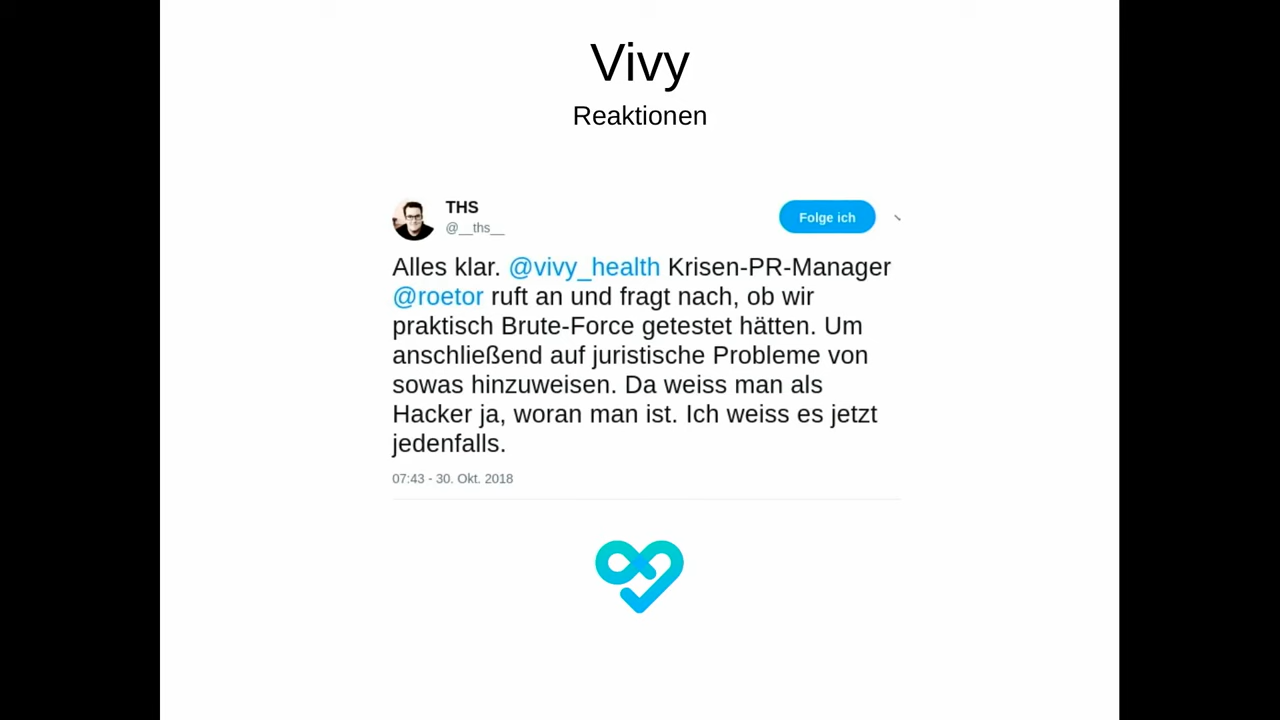 Vivy
Reaktionen
THS
@__ths__
Folge ich
Alles klar. @vivy_health Krisen-PR-Manager
@roetor ruft an und fragt nach, ob wir
praktisch Brute-Force getestet hätten. Um
anschließend auf juristische Probleme von
sowas hinzuweisen. Da weiss man als
Hacker ja, woran man ist. Ich weiss es jetzt
jedenfalls.
07:43 - 30. Okt. 2018